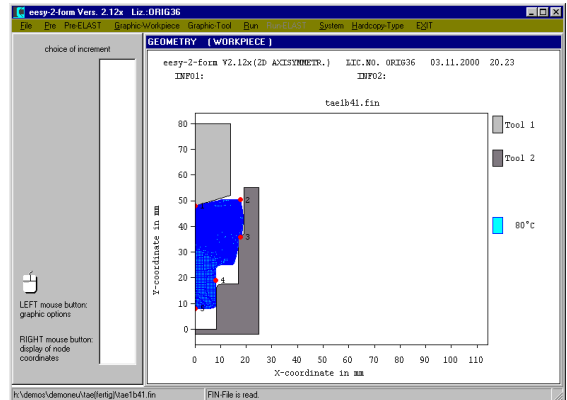 eesy-2-form Vers. 2.12x Liz.:ORIG36
File Pre Pre-ELAST Graphic-Workpiece Graphic-Tool Run System Hardcopy-Type EXIT
choice of increment
GEOMETRY (WORKPIECE)
eesy-2-form V2.12x(2D AXISYMMETR.) LIC.NO. ORIG36 03.11.2000 20.23
INFO1: INFO2:
tae1b41.fin
Tool 1
Tool 2
80°C
Y-coordinate in mm
80
70
60
50
40
30
20
10
0
1
2
3
4
5
0 10 20 30 40 50 60 70 80 90 100 110
X-coordinate in mm
LEFT mouse button:
graphic options
RIGHT mouse button:
display of node
coordinates
h:\demos\demoneu\tae(fertig)\tae1b41.fin
FIN-File is read.